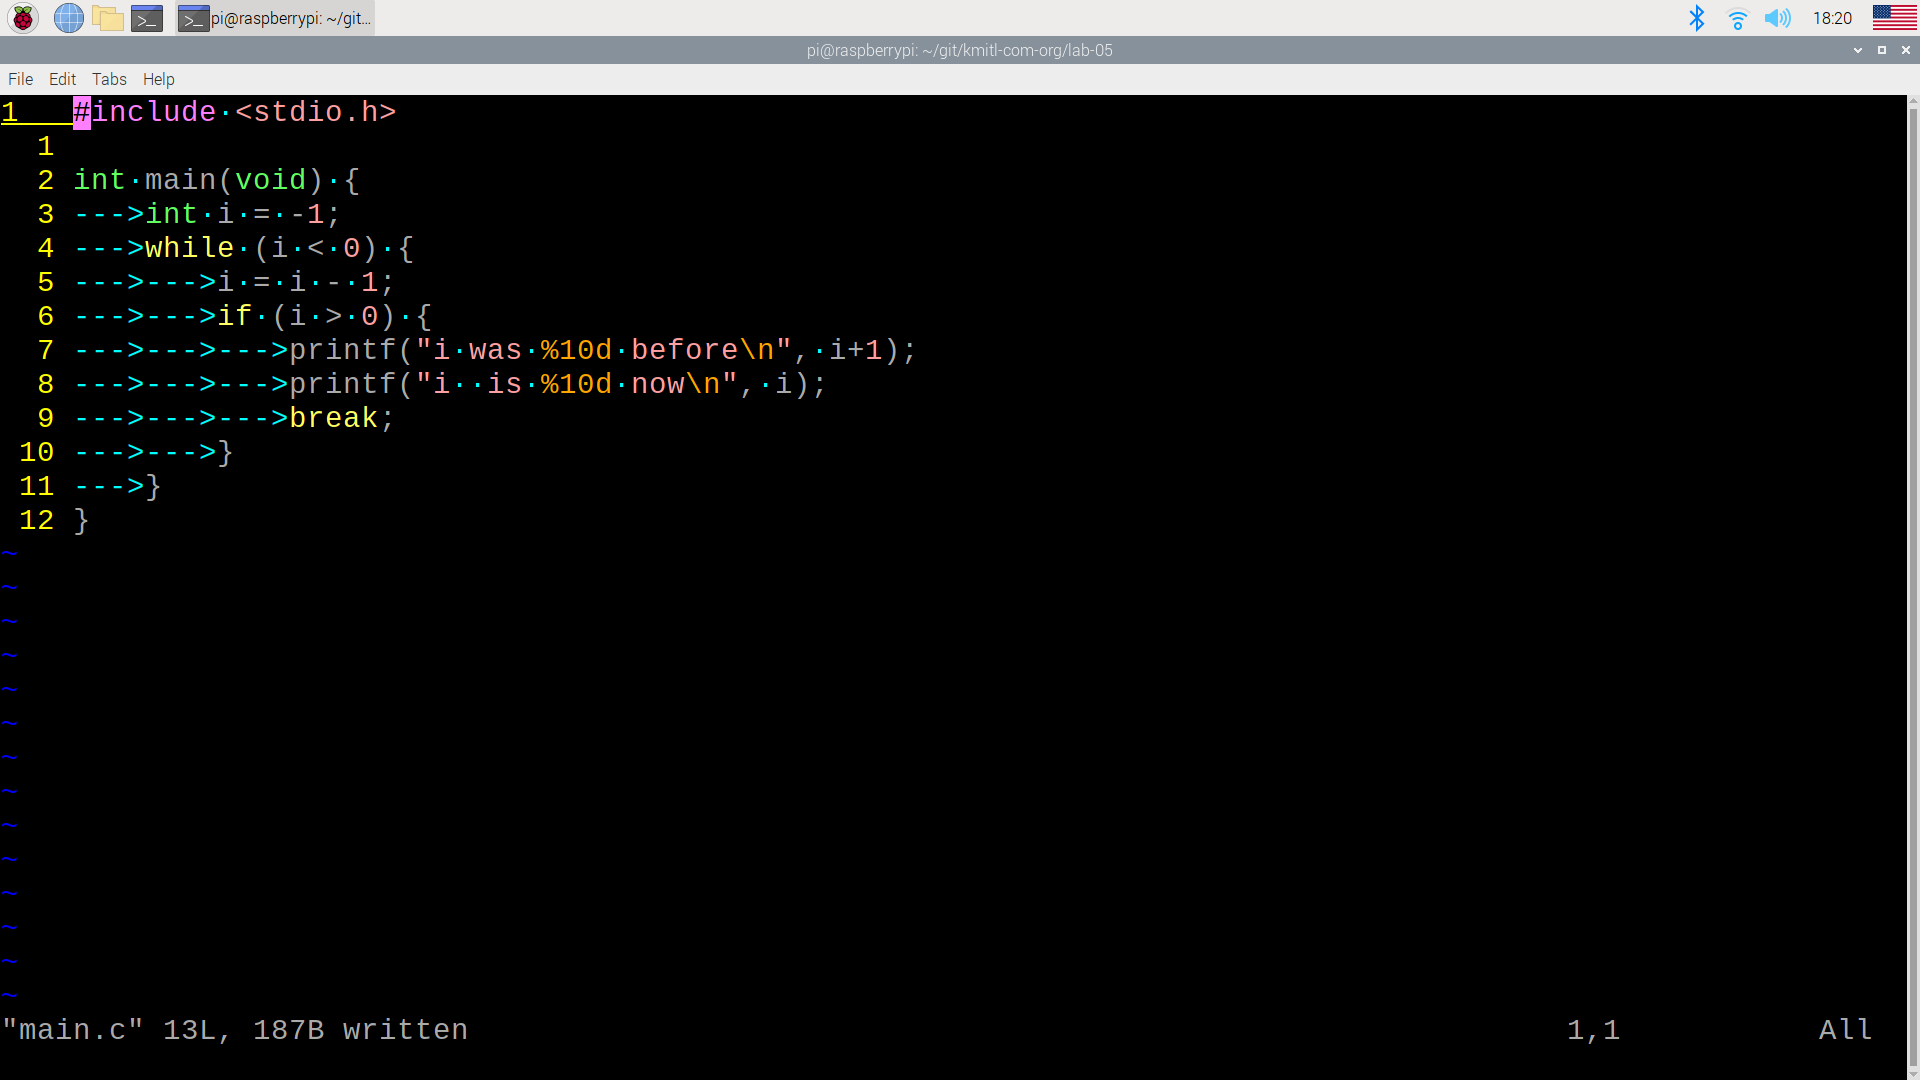 pi@raspberrypi: ~/git... 18:20
pi@raspberrypi: ~/git/kmitl-com-org/lab-05
File Edit Tabs Help
1   #include·<stdio.h>
  1
  2 int·main(void)·{
  3 --->int·i·=·-1;
  4 --->while·(i·<·0)·{
  5 --->--->i·=·i·-·1;
  6 --->--->if·(i·>·0)·{
  7 --->--->--->printf("i·was·%10d·before\n",·i+1);
  8 --->--->--->printf("i··is·%10d·now\n",·i);
  9 --->--->--->break;
 10 --->--->}
 11 --->}
 12 }
~
~
~
~
~
~
~
~
~
~
~
~
~
~
"main.c" 13L, 187B written 1,1 All